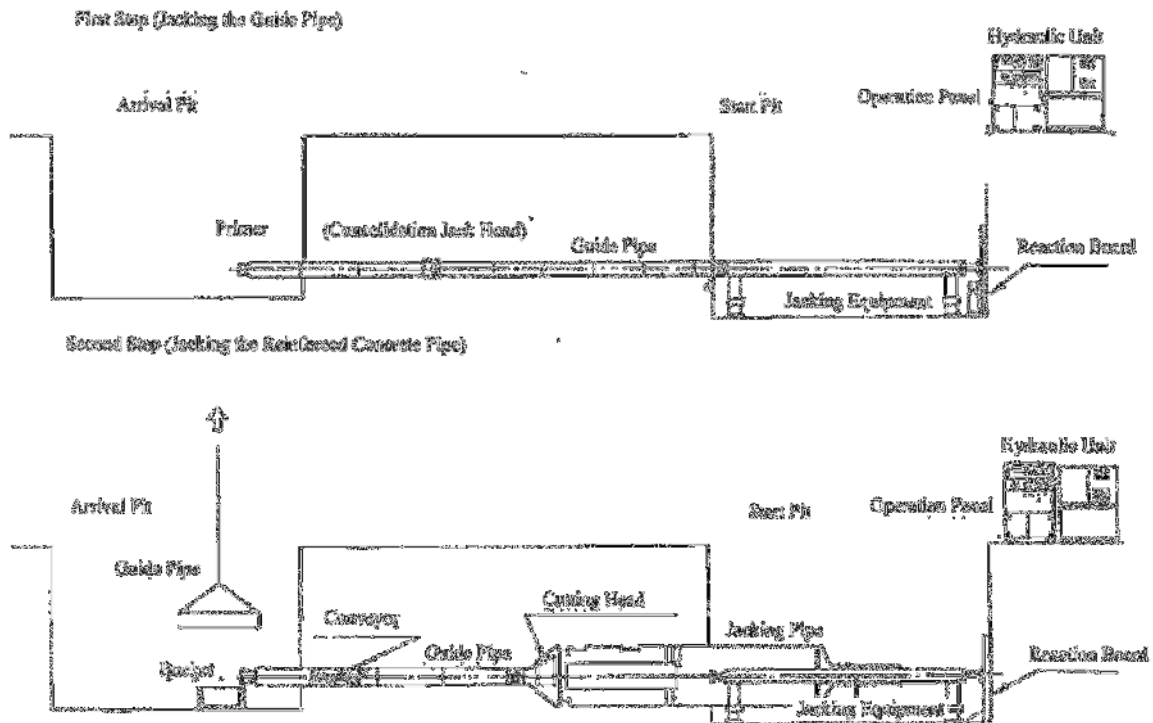 First Step (Jacking the Guide Pipe)
Hydraulic Unit
Arrival Pit
Start Pit
Operation Panel
Primer
(Consolidation Jack Head)
Guide Pipe
Reaction Board
Jacking Equipment
Second Step (Jacking the Reinforced Concrete Pipe)
Hydraulic Unit
Arrival Pit
Start Pit
Operation Panel
Guide Pipe
Cutting Head
Conveyor
Jacking Pipe
Guide Pipe
Bucket
Reaction Board
Jacking Equipment